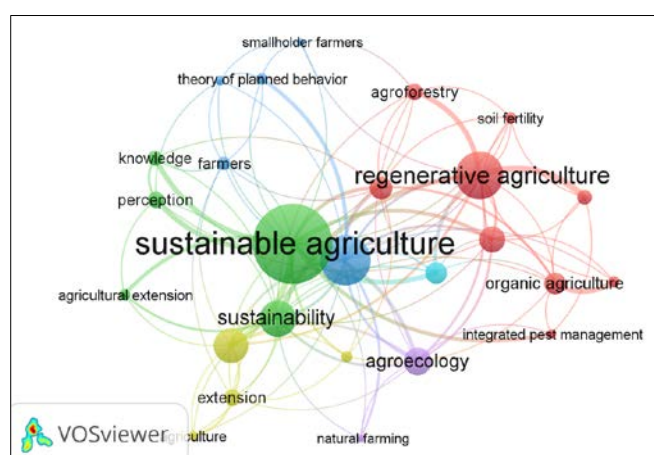 smallholder farmers
theory of planned behavior
agroforestry
soil fertility
knowledge
farmers
regenerative agriculture
perception
sustainable agriculture
agricultural extension
organic agriculture
sustainability
integrated pest management
agroecology
extension
VOSviewer
natural farming